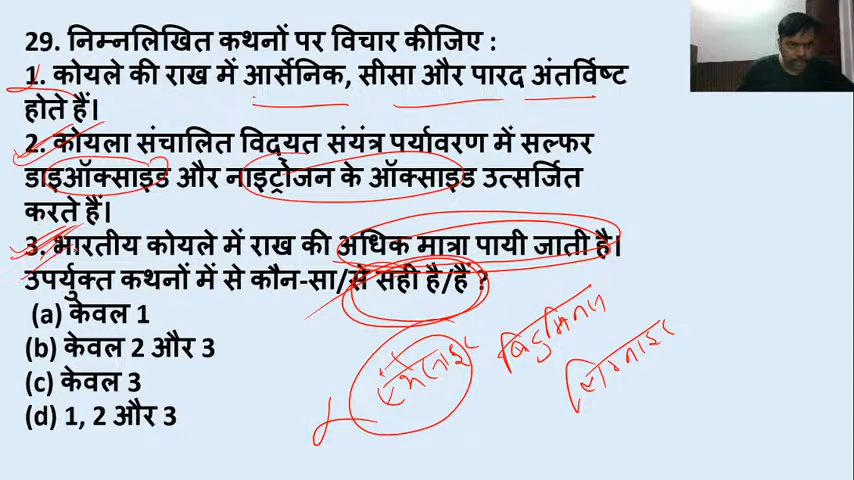 29. निम्नलिखित कथनों पर विचार कीजिए :
1. कोयले की राख में आर्सेनिक, सीसा और पारद अंतर्विष्ट
होते हैं।
2. कोयला संचालित विद्युत संयंत्र पर्यावरण में सल्फर
डाइऑक्साइड और नाइट्रोजन के ऑक्साइड उत्सर्जित
करते हैं।
3. भारतीय कोयले में राख की अधिक मात्रा पायी जाती है।
उपर्युक्त कथनों में से कौन-सा/से सही है/हैं ?
(a) केवल 1
(b) केवल 2 और 3
(c) केवल 3
(d) 1, 2 और 3